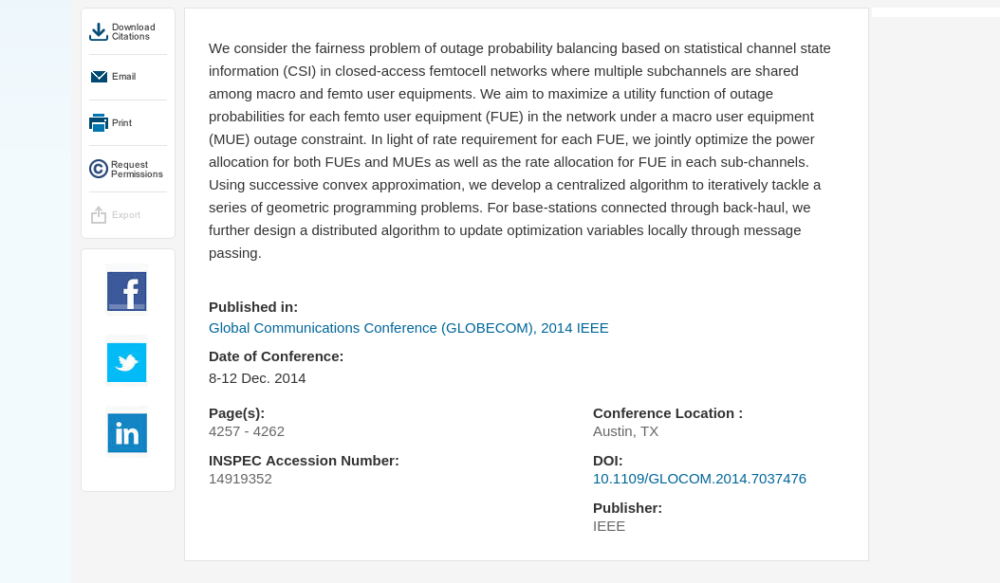 Download
Citations
Email
Print
Request
Permissions
Export
We consider the fairness problem of outage probability balancing based on statistical channel state
information (CSI) in closed-access femtocell networks where multiple subchannels are shared
among macro and femto user equipments. We aim to maximize a utility function of outage
probabilities for each femto user equipment (FUE) in the network under a macro user equipment
(MUE) outage constraint. In light of rate requirement for each FUE, we jointly optimize the power
allocation for both FUEs and MUEs as well as the rate allocation for FUE in each sub-channels.
Using successive convex approximation, we develop a centralized algorithm to iteratively tackle a
series of geometric programming problems. For base-stations connected through back-haul, we
further design a distributed algorithm to update optimization variables locally through message
passing.
Published in:
Global Communications Conference (GLOBECOM), 2014 IEEE
Date of Conference:
8-12 Dec. 2014
Page(s):
4257 - 4262
INSPEC Accession Number:
14919352
Conference Location :
Austin, TX
DOI:
10.1109/GLOCOM.2014.7037476
Publisher:
IEEE